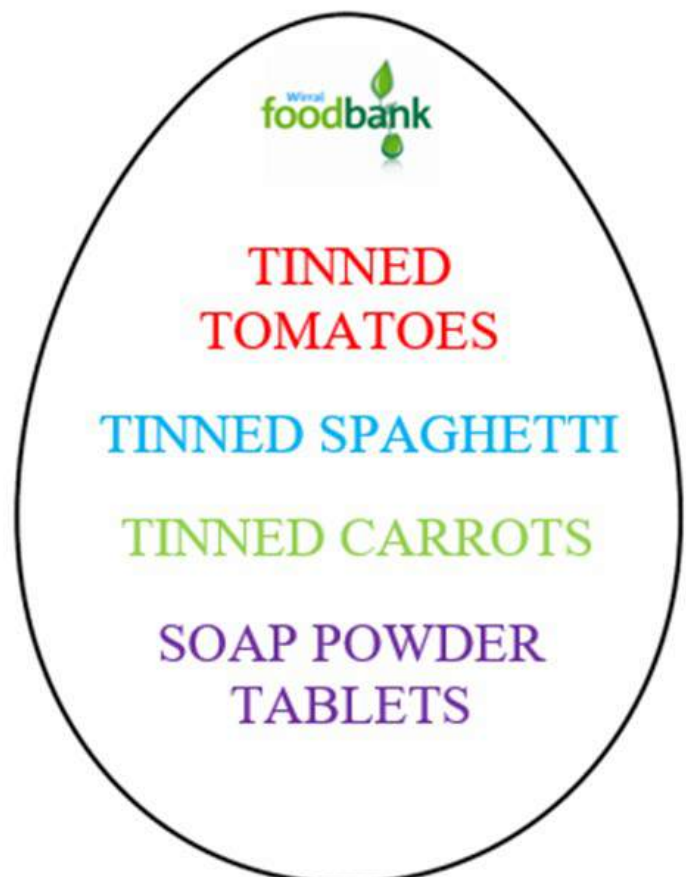 Wirral
foodbank
TINNED
TOMATOES
TINNED SPAGHETTI
TINNED CARROTS
SOAP POWDER
TABLETS